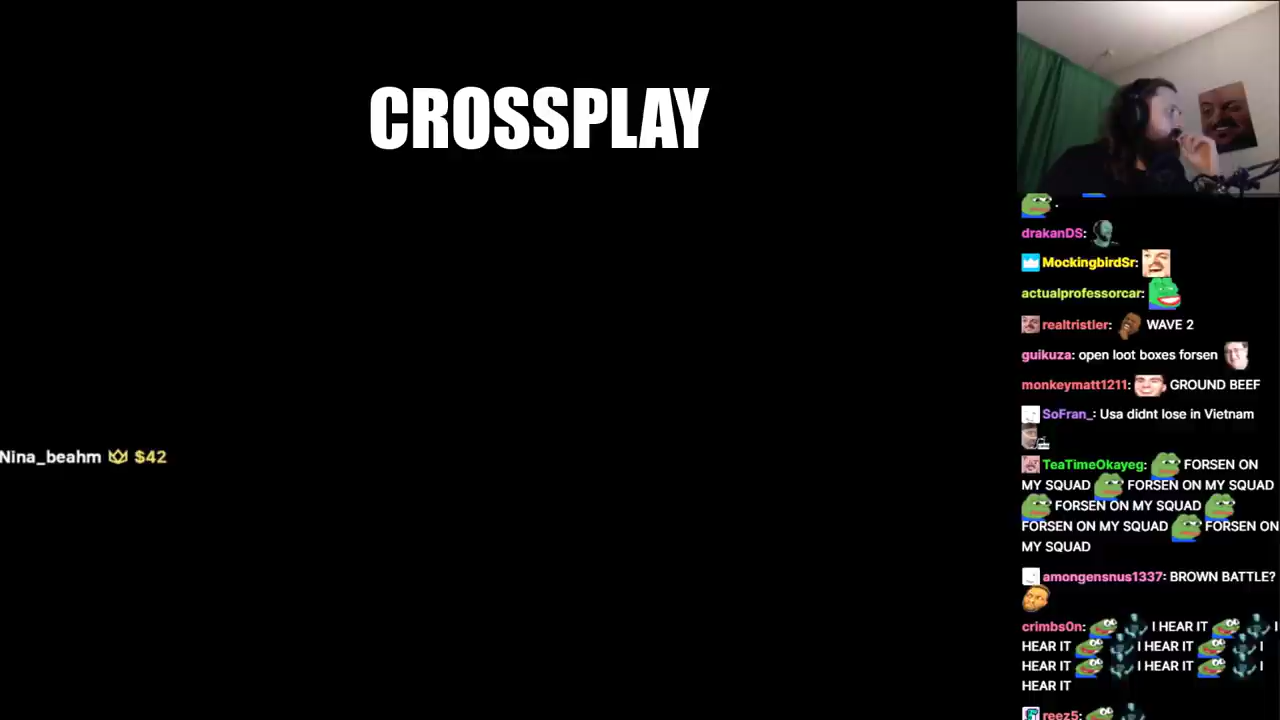 CROSSPLAY
Nina_beahm $42
drakanDS:
MockingbirdSr:
actualprofessorcar:
realtristler: WAVE 2
guikuza: open loot boxes forsen
monkeymatt1211: GROUND BEEF
SoFran_: Usa didnt lose in Vietnam
TeaTimeOkayeg: FORSEN ON
MY SQUAD FORSEN ON MY SQUAD
FORSEN ON MY SQUAD
FORSEN ON MY SQUAD FORSEN ON
MY SQUAD
amongensnus1337: BROWN BATTLE?
crimbs0n: I HEAR IT I
HEAR IT I HEAR IT I
HEAR IT I HEAR IT I
HEAR IT
reez5: